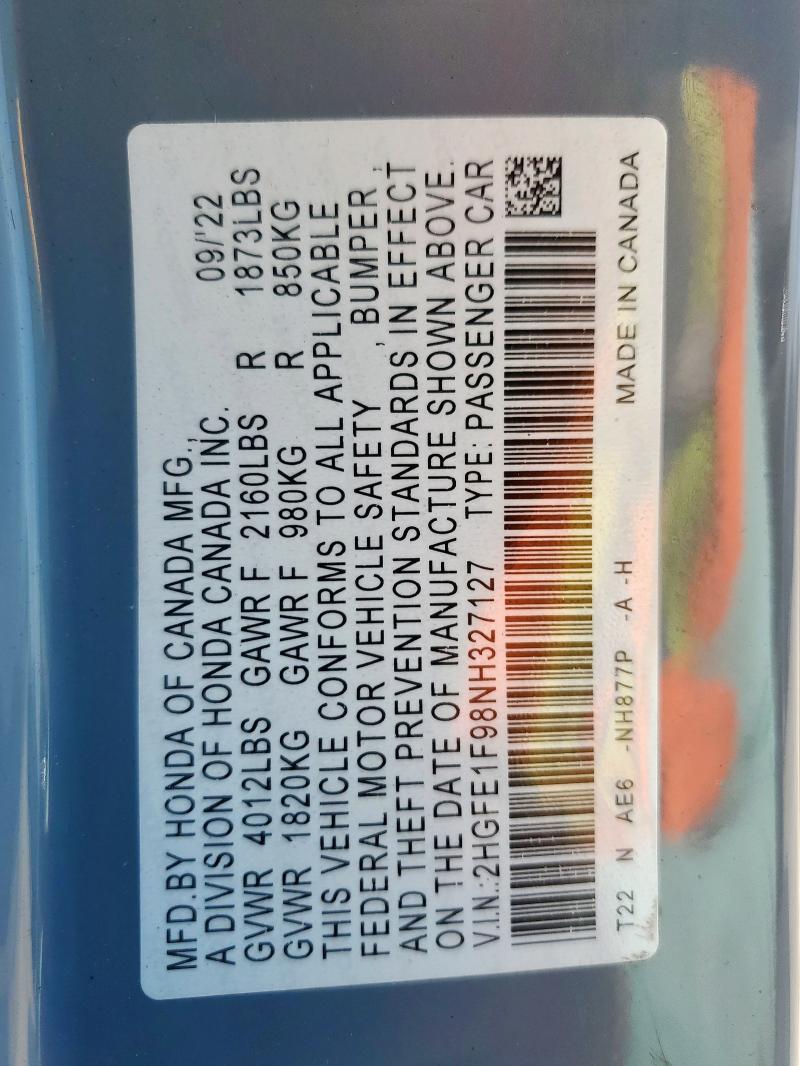 MFD.BY HONDA OF CANADA MFG.,
A DIVISION OF HONDA CANADA INC. 09/'22
GVWR 4012LBS GAWR F 2160LBS R 1873LBS
GVWR 1820KG GAWR F 980KG R 850KG
THIS VEHICLE CONFORMS TO ALL APPLICABLE
FEDERAL MOTOR VEHICLE SAFETY , BUMPER ,
AND THEFT PREVENTION STANDARDS IN EFFECT
ON THE DATE OF MANUFACTURE SHOWN ABOVE.
V.I.N.:2HGFE1F98NH327127 TYPE: PASSENGER CAR
T22 N AE6 -NH877P -A -H MADE IN CANADA